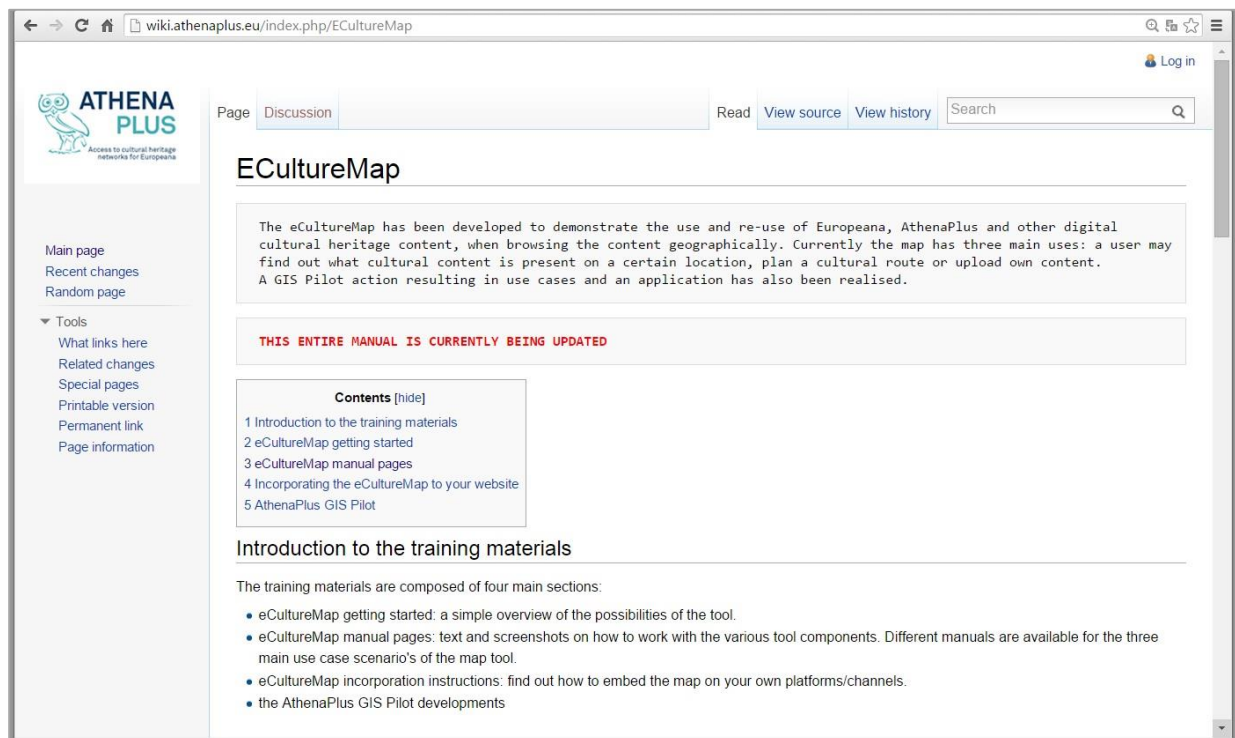 wiki.athenaplus.eu/index.php/ECultureMap
Log in
ATHENA
PLUS
Access to cultural heritage
networks for Europeana
Page Discussion Read View source View history Search
ECultureMap
The eCultureMap has been developed to demonstrate the use and re-use of Europeana, AthenaPlus and other digital
cultural heritage content, when browsing the content geographically. Currently the map has three main uses: a user may
find out what cultural content is present on a certain location, plan a cultural route or upload own content.
A GIS Pilot action resulting in use cases and an application has also been realised.
Main page
Recent changes
Random page
Tools
What links here
Related changes
Special pages
Printable version
Permanent link
Page information
THIS ENTIRE MANUAL IS CURRENTLY BEING UPDATED
Contents [hide]
1 Introduction to the training materials
2 eCultureMap getting started
3 eCultureMap manual pages
4 Incorporating the eCultureMap to your website
5 AthenaPlus GIS Pilot
Introduction to the training materials
The training materials are composed of four main sections:
• eCultureMap getting started: a simple overview of the possibilities of the tool.
• eCultureMap manual pages: text and screenshots on how to work with the various tool components. Different manuals are available for the three
main use case scenario's of the map tool.
• eCultureMap incorporation instructions: find out how to embed the map on your own platforms/channels.
• the AthenaPlus GIS Pilot developments